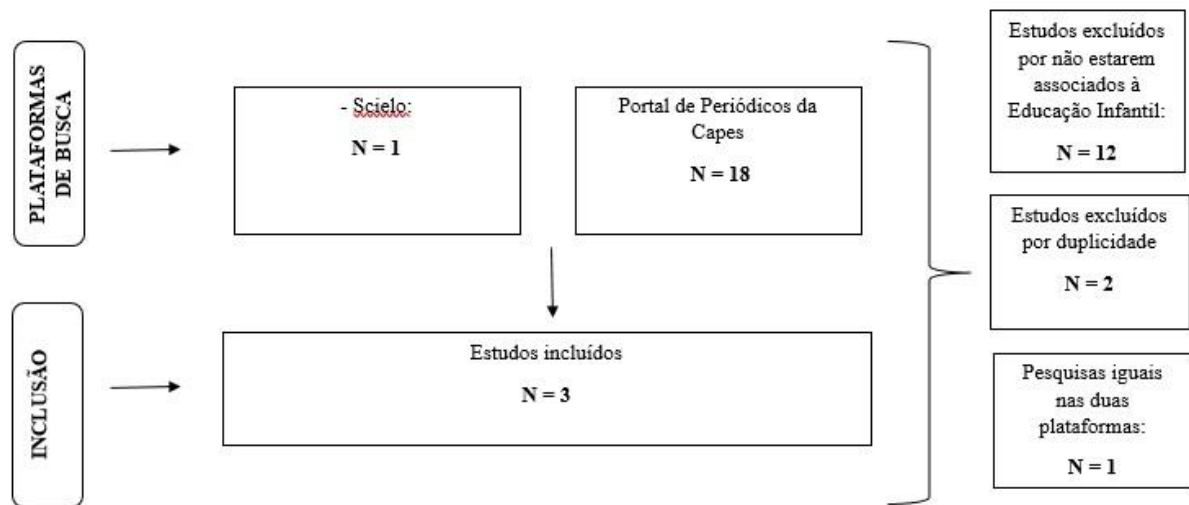 PLATAFORMAS
DE BUSCA
- Scielo:
N = 1
Portal de Periódicos da
Capes
N = 18
Estudos excluídos
por não estarem
associados à
Educação Infantil:
N = 12
Estudos excluídos
por duplicidade
N = 2
INCLUSÃO
Estudos incluídos
N = 3
Pesquisas iguais
nas duas
plataformas:
N = 1